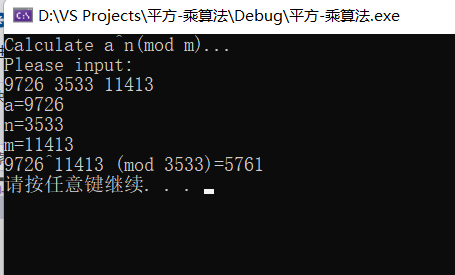 D:\VS Projects\平方-乘算法\Debug\平方-乘算法.exe
Calculate a^n(mod m)...
Please input:
9726 3533 11413
a=9726
n=3533
m=11413
9726^11413 (mod 3533)=5761
请按任意键继续. . .